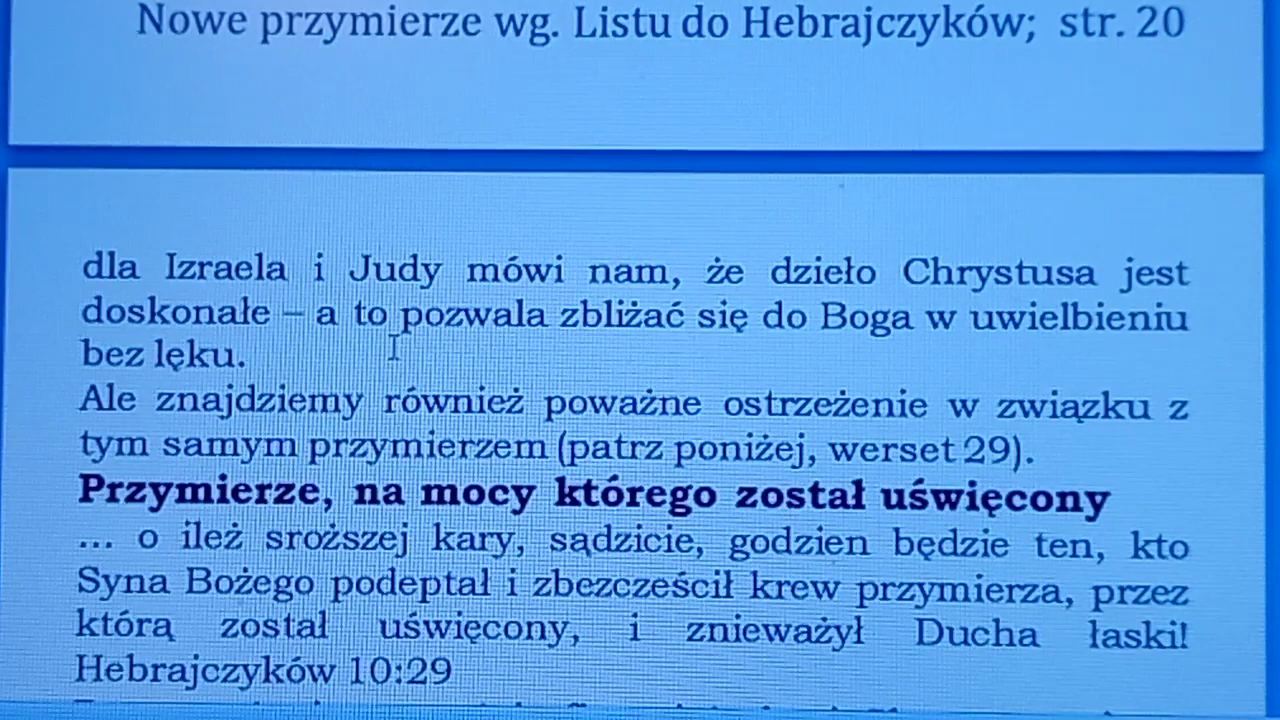 Nowe przymierze wg. Listu do Hebrajczyków; str. 20
dla Izraela i Judy mówi nam, że dzieło Chrystusa jest
doskonałe – a to pozwala zbliżać się do Boga w uwielbieniu
bez lęku.
Ale znajdziemy również poważne ostrzeżenie w związku z
tym samym przymierzem (patrz poniżej, werset 29).
Przymierze, na mocy którego został uświęcony
... o ileż sroższej kary, sądzicie, godzien będzie ten, kto
Syna Bożego podeptał i zbezcześcił krew przymierza, przez
którą został uświęcony, i znieważył Ducha łaski!
Hebrajczyków 10:29